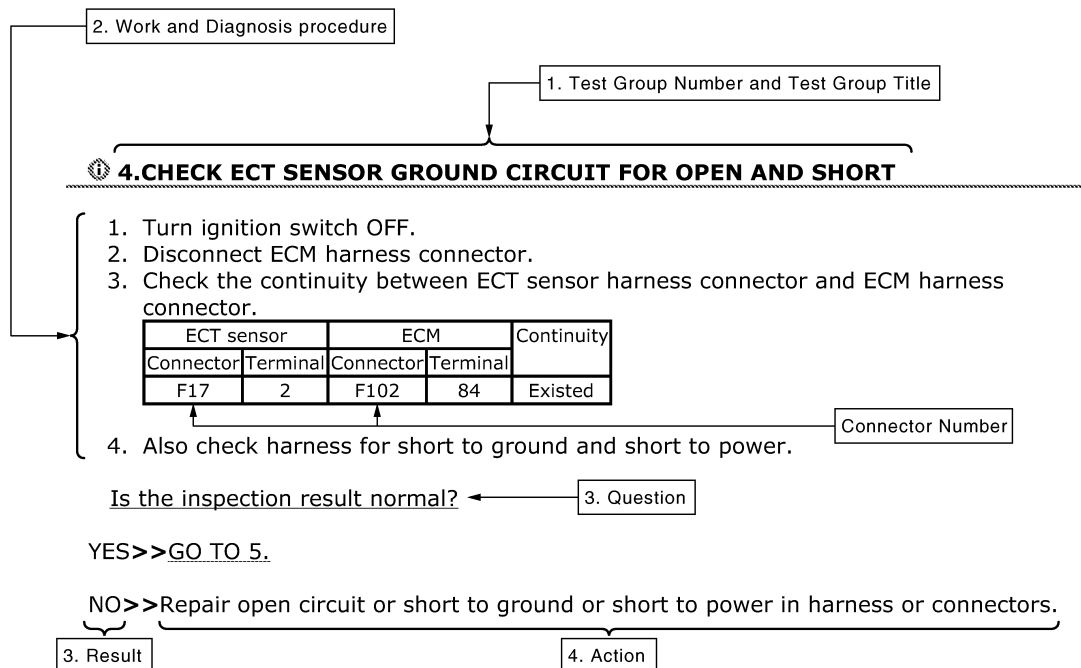 2. Work and Diagnosis procedure
1. Test Group Number and Test Group Title
4.CHECK ECT SENSOR GROUND CIRCUIT FOR OPEN AND SHORT
1. Turn ignition switch OFF.
2. Disconnect ECM harness connector.
3. Check the continuity between ECT sensor harness connector and ECM harness
connector.
ECT sensor ECM Continuity
Connector Terminal Connector Terminal
F17 2 F102 84 Existed
Connector Number
4. Also check harness for short to ground and short to power.
Is the inspection result normal? 3. Question
YES>>GO TO 5.
NO>>Repair open circuit or short to ground or short to power in harness or connectors.
3. Result 4. Action